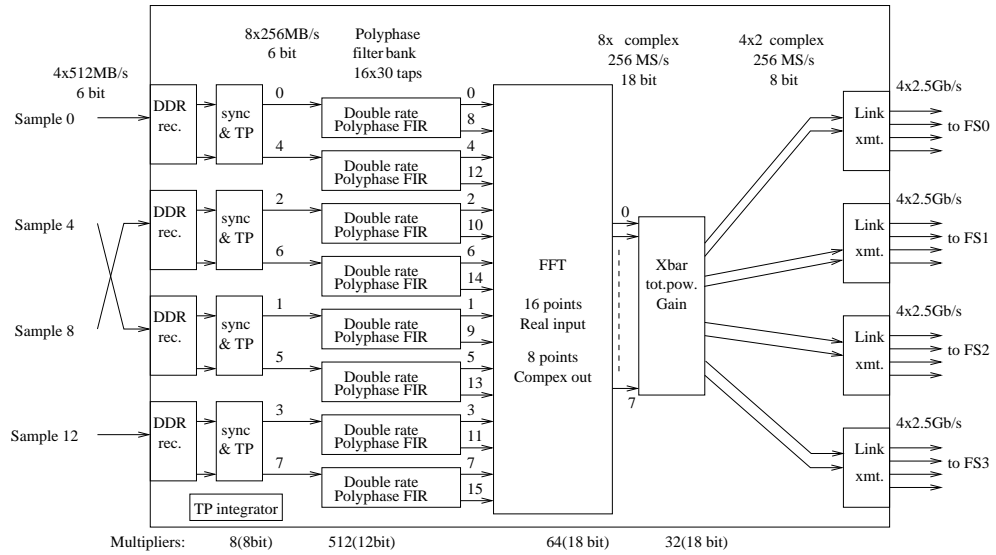 8x256MB/s
6 bit
Polyphase
filter bank
16x30 taps
8x complex
256 MS/s
18 bit
4x2 complex
256 MS/s
8 bit
4x512MB/s
6 bit
Sample 0
Sample 4
Sample 8
Sample 12
DDR
rec.
DDR
rec.
DDR
rec.
DDR
rec.
sync
& TP
sync
& TP
sync
& TP
sync
& TP
0
4
2
6
1
5
3
7
Double rate
Polyphase FIR
Double rate
Polyphase FIR
Double rate
Polyphase FIR
Double rate
Polyphase FIR
Double rate
Polyphase FIR
Double rate
Polyphase FIR
Double rate
Polyphase FIR
Double rate
Polyphase FIR
0
8
4
12
2
10
6
14
1
9
5
13
3
11
7
15
FFT
16 points
Real input
8 points
Compex out
0
7
Xbar
tot.pow.
Gain
Link
xmt.
Link
xmt.
Link
xmt.
Link
xmt.
4x2.5Gb/s
to FS0
4x2.5Gb/s
to FS1
4x2.5Gb/s
to FS2
4x2.5Gb/s
to FS3
TP integrator
Multipliers: 8(8bit) 512(12bit) 64(18 bit) 32(18 bit)